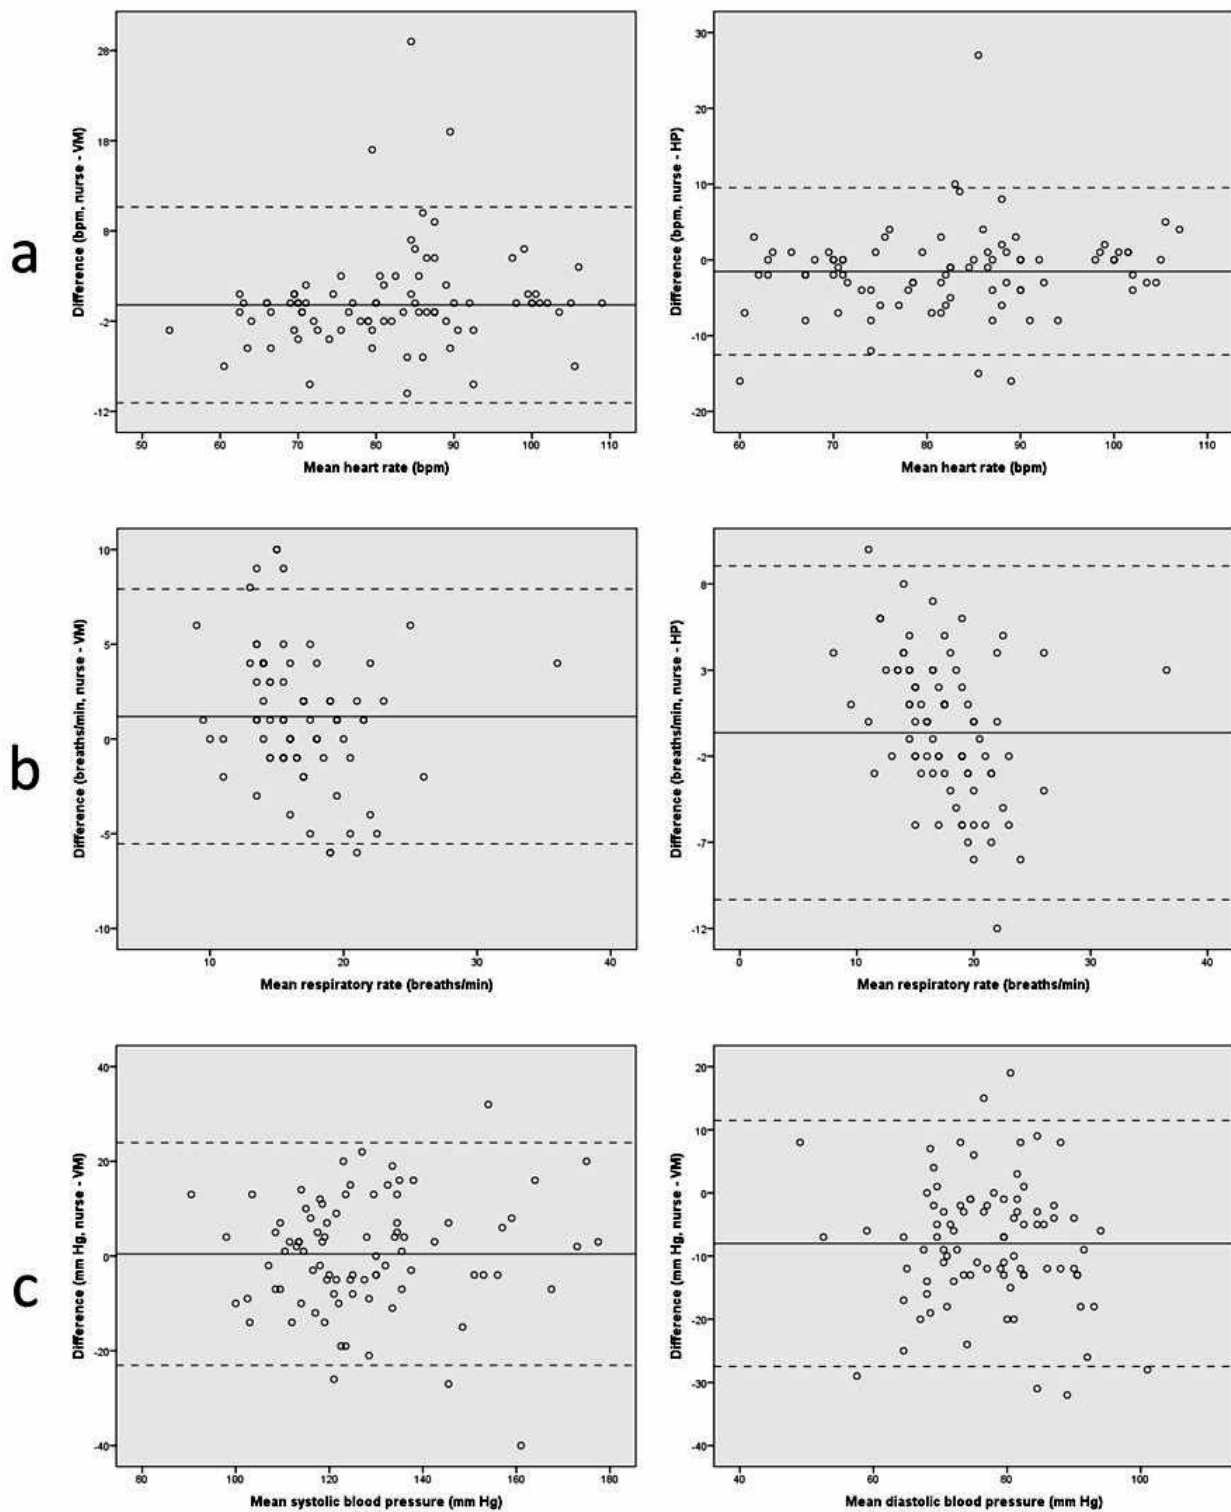 a
28
18
8
-2
-12
Difference (bpm, nurse - VM)
50 60 70 80 90 100 110
Mean heart rate (bpm)
30
20
10
0
-10
-20
Difference (bpm, nurse - HP)
60 70 80 90 100 110
Mean heart rate (bpm)
b
10
5
0
-5
-10
Difference (breaths/min, nurse - VM)
10 20 30 40
Mean respiratory rate (breaths/min)
8
3
-2
-7
-12
Difference (breaths/min, nurse - HP)
0 10 20 30 40
Mean respiratory rate (breaths/min)
c
40
20
0
-20
-40
Difference (mm Hg, nurse - VM)
80 100 120 140 160 180
Mean systolic blood pressure (mm Hg)
20
10
0
-10
-20
-30
-40
Difference (mm Hg, nurse - VM)
40 60 80 100
Mean diastolic blood pressure (mm Hg)